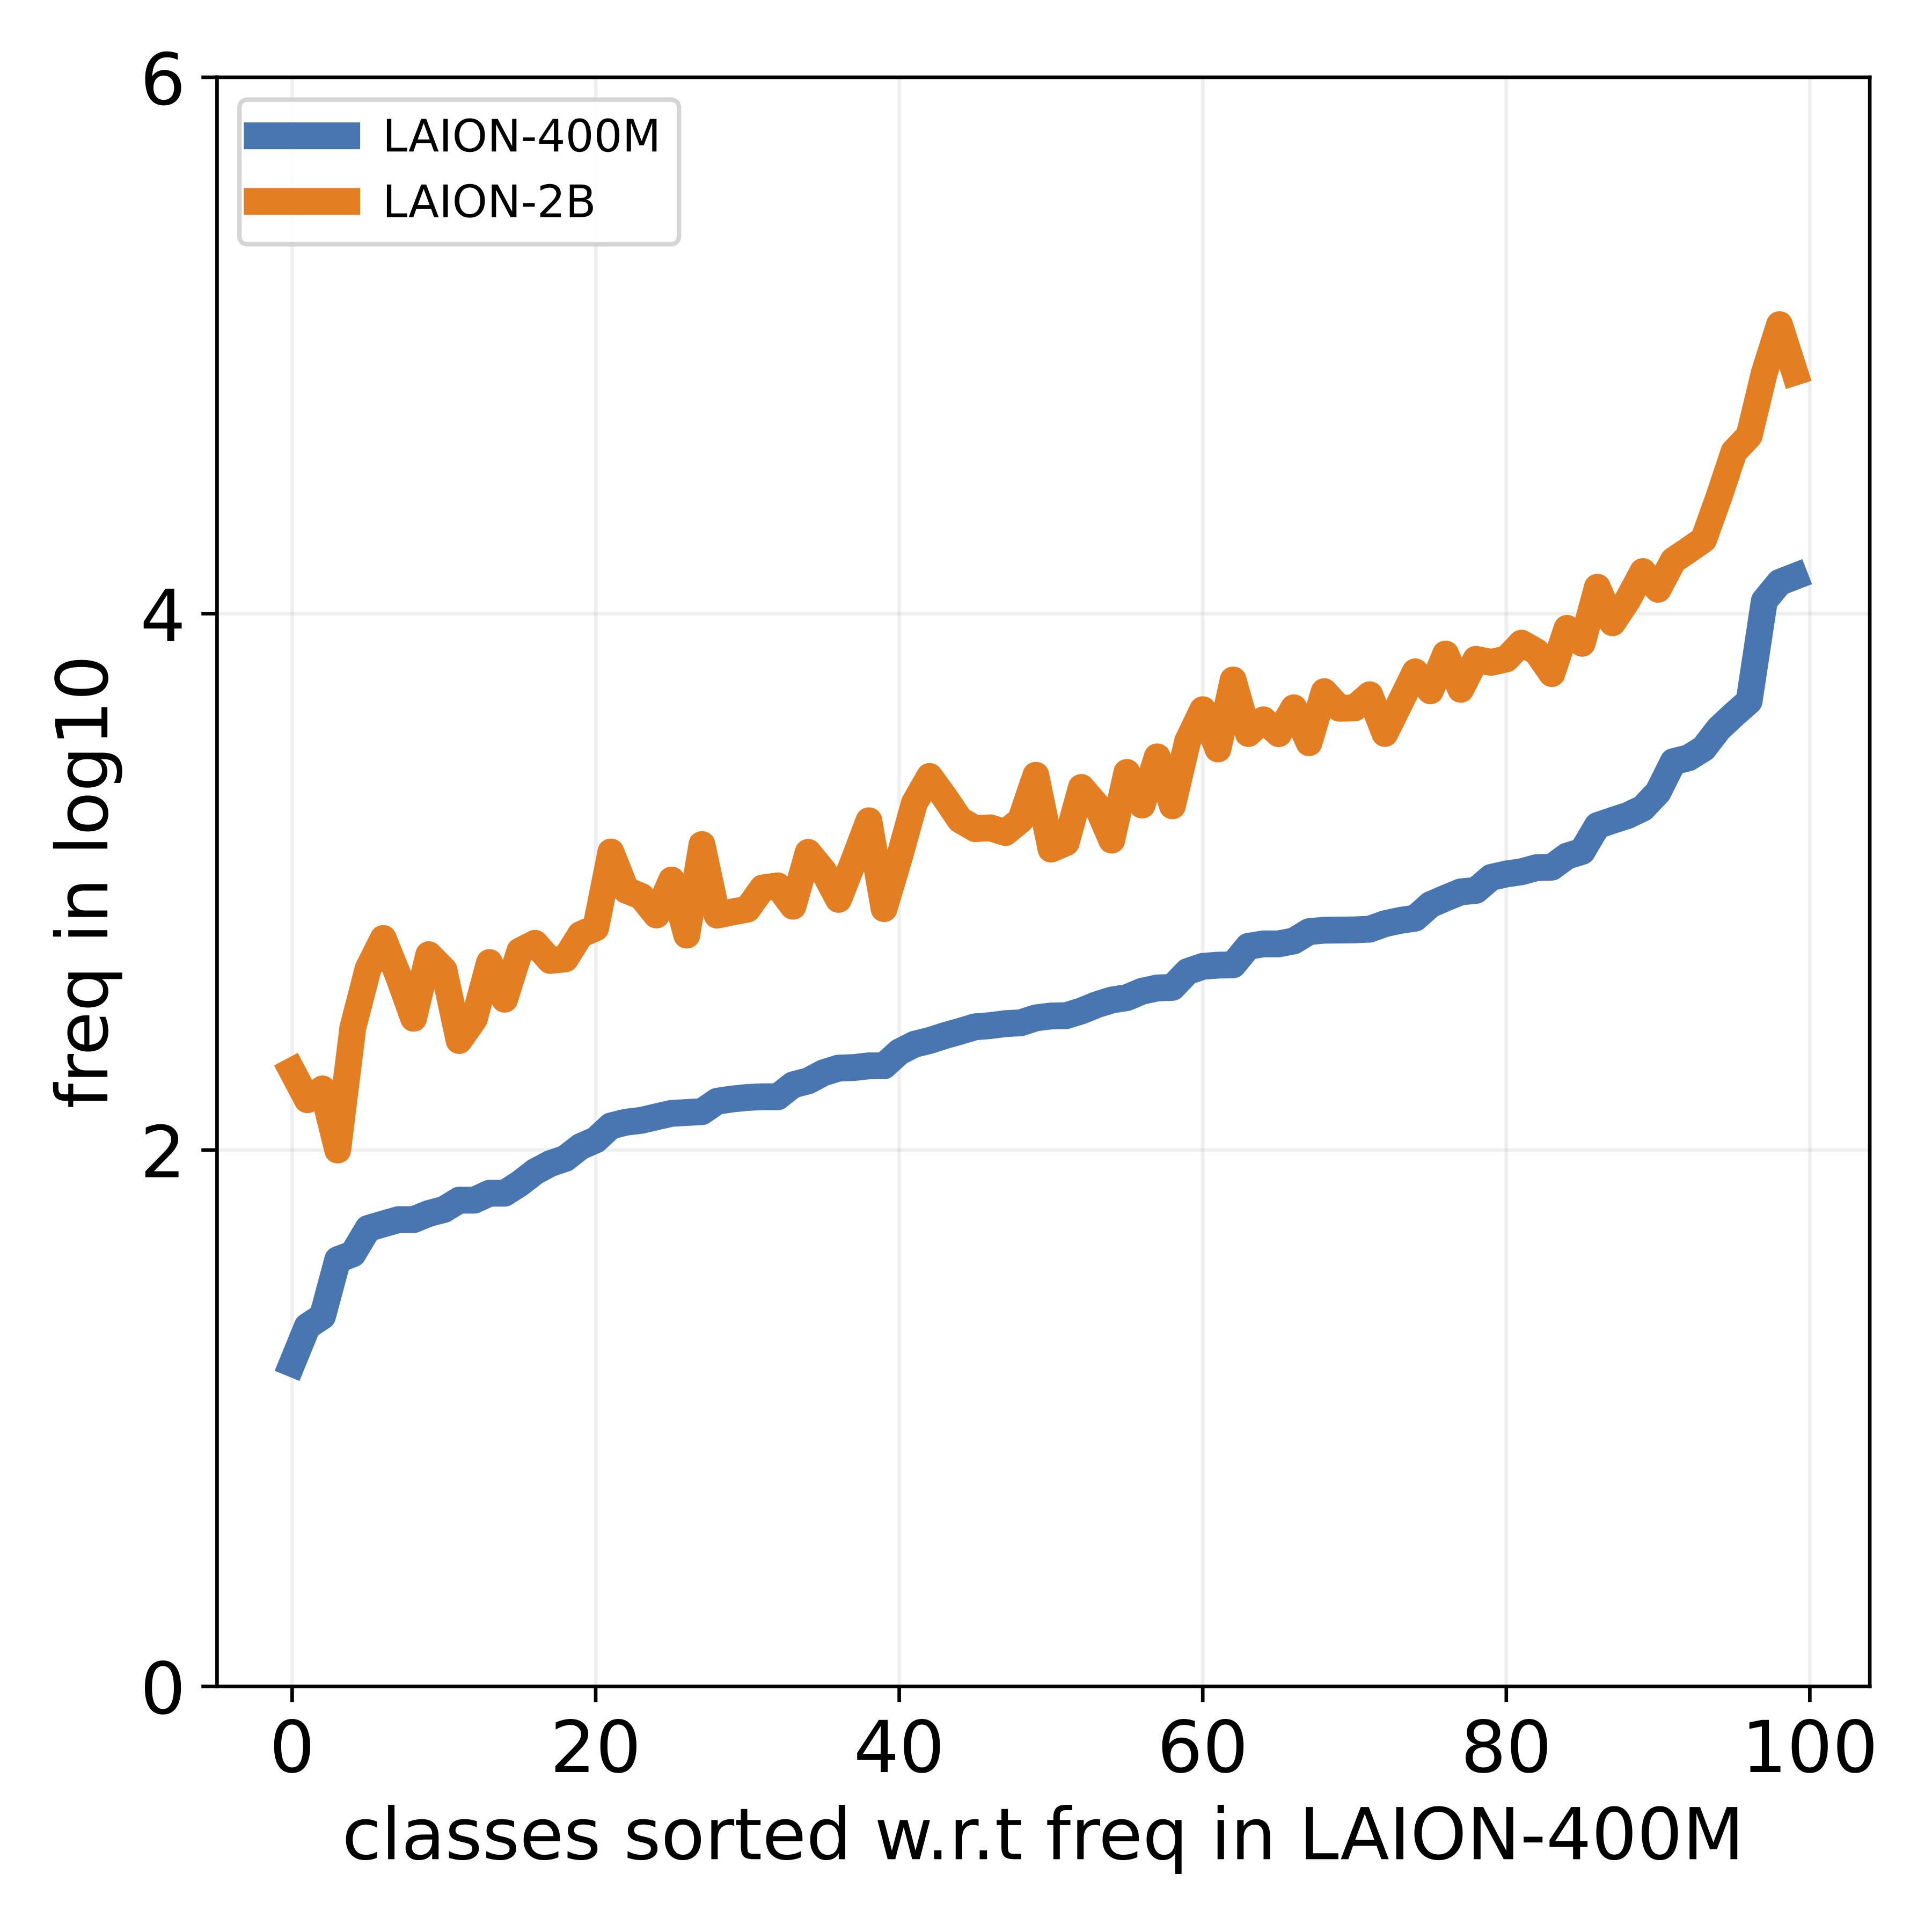 6
LAION-400M
LAION-2B
4
freq in log10
2
0
0 20 40 60 80 100
classes sorted w.r.t freq in LAION-400M